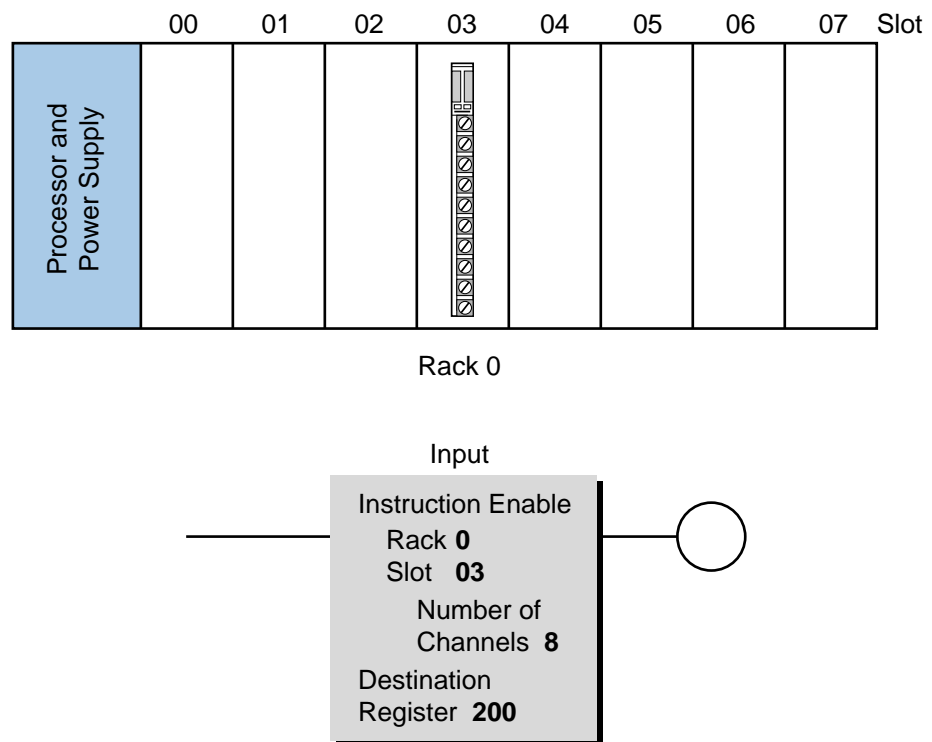 00 01 02 03 04 05 06 07 Slot
Processor and
Power Supply
Rack 0
Input
Instruction Enable
Rack 0
Slot 03
Number of
Channels 8
Destination
Register 200